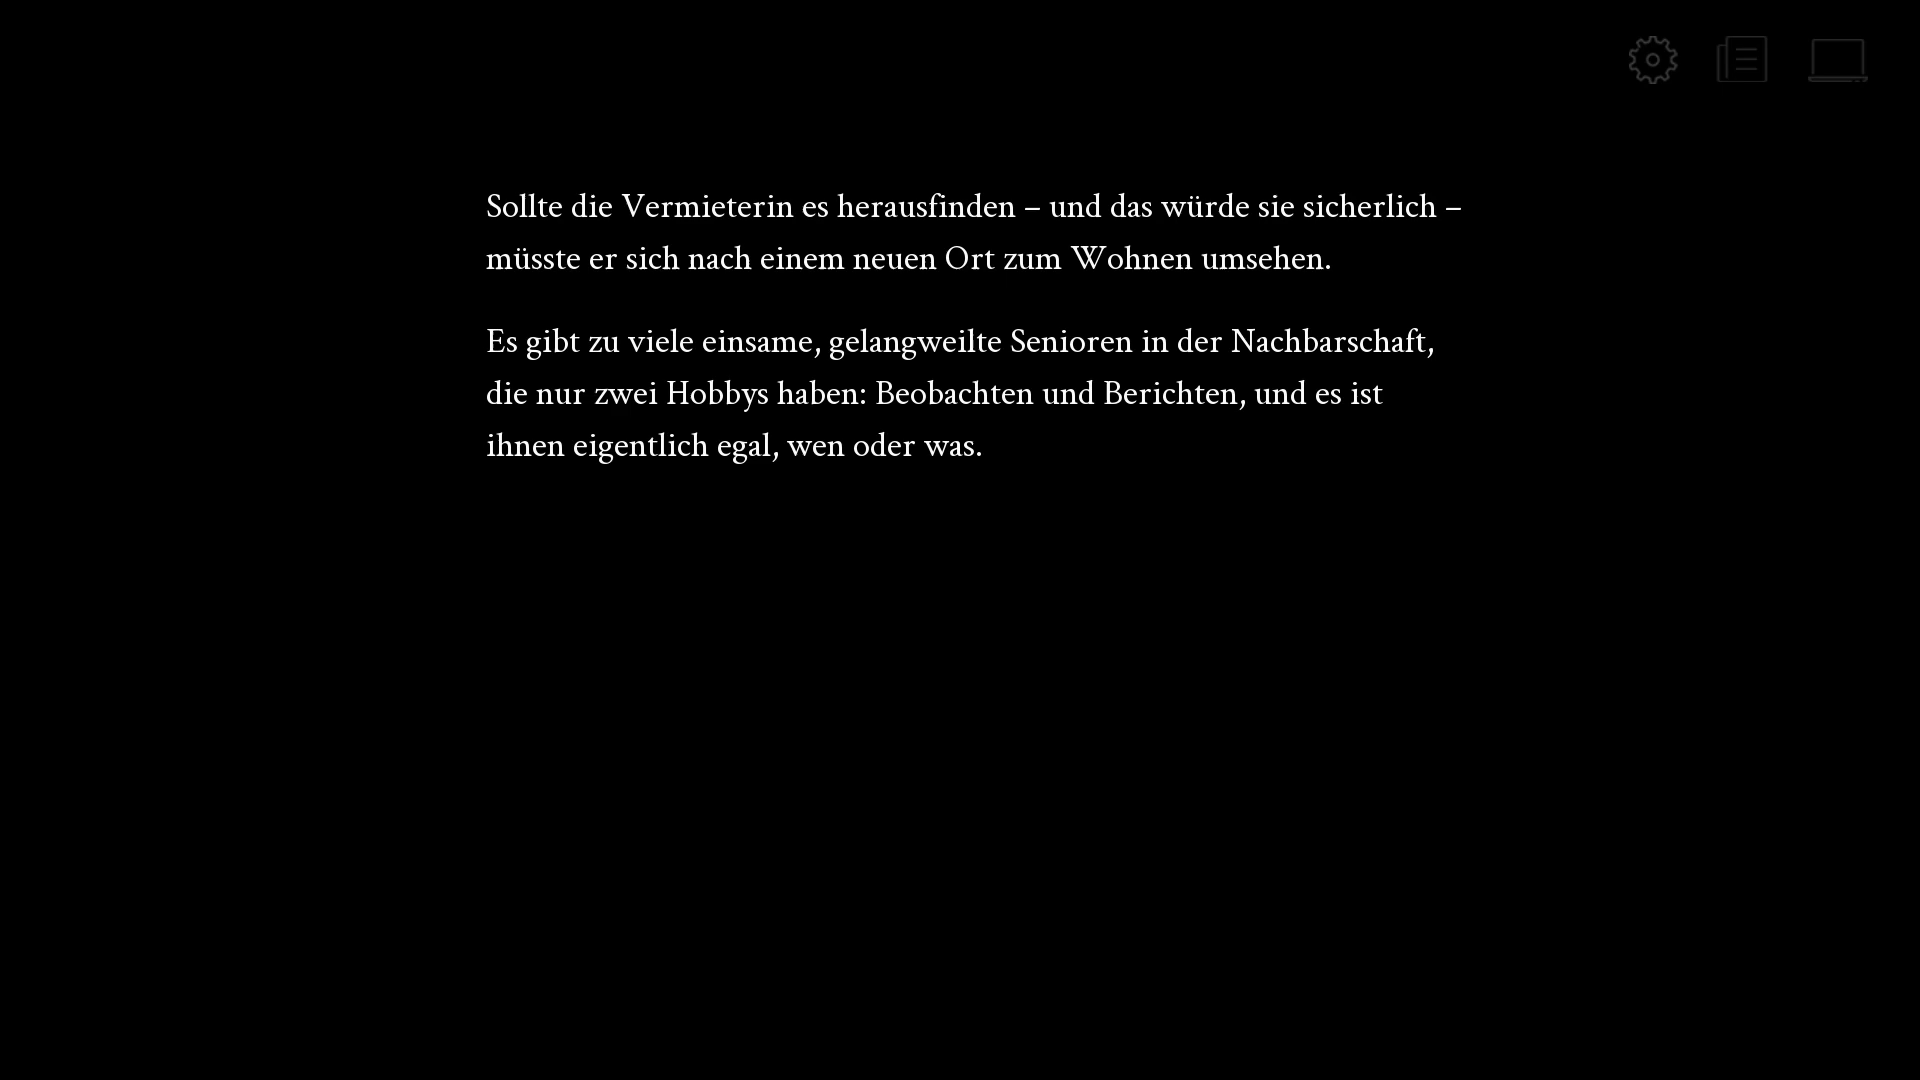 Sollte die Vermieterin es herausfinden – und das würde sie sicherlich –
müsste er sich nach einem neuen Ort zum Wohnen umsehen.
Es gibt zu viele einsame, gelangweilte Senioren in der Nachbarschaft,
die nur zwei Hobbys haben: Beobachten und Berichten, und es ist
ihnen eigentlich egal, wen oder was.